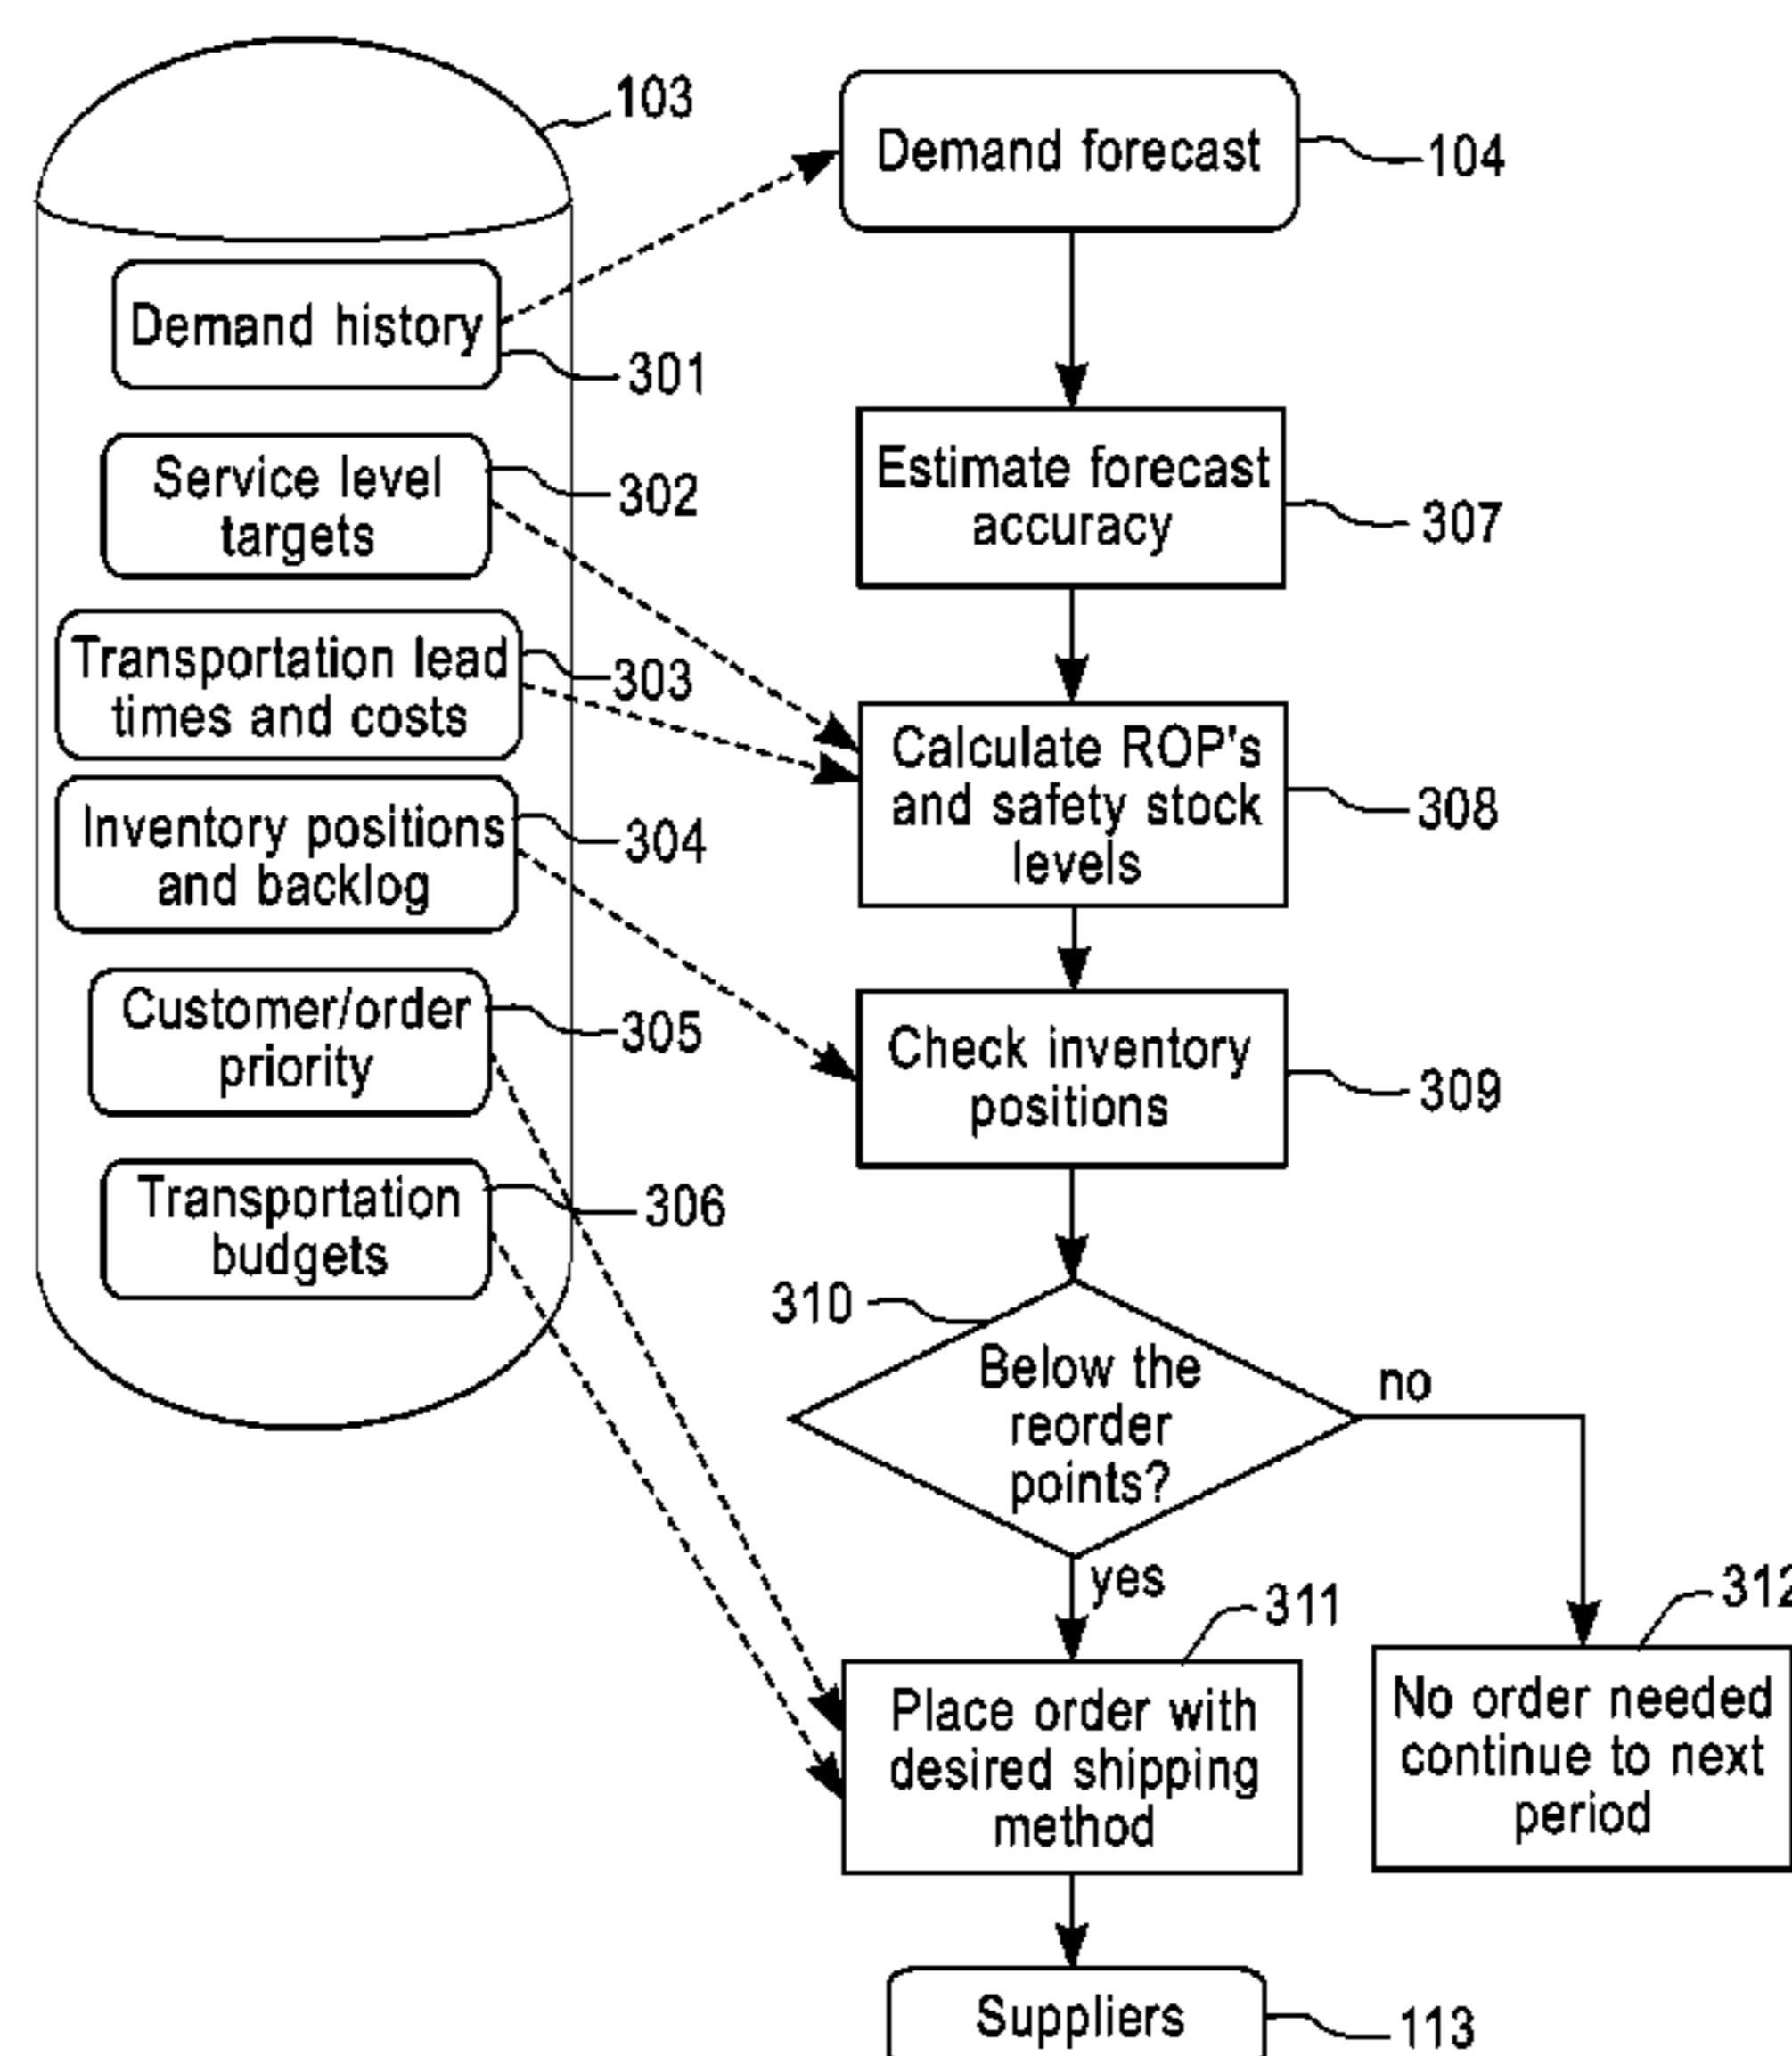 103
Demand forecast
104
Demand history
301
Service level
targets
302
Estimate forecast
accuracy
307
Transportation lead
times and costs
303
Calculate ROP's
and safety stock
levels
308
Inventory positions
and backlog
304
Customer/order
priority
305
Check inventory
positions
309
Transportation
budgets
306
310
Below the
reorder
points?
no
yes
311
312
Place order with
desired shipping
method
No order needed
continue to next
period
Suppliers
113